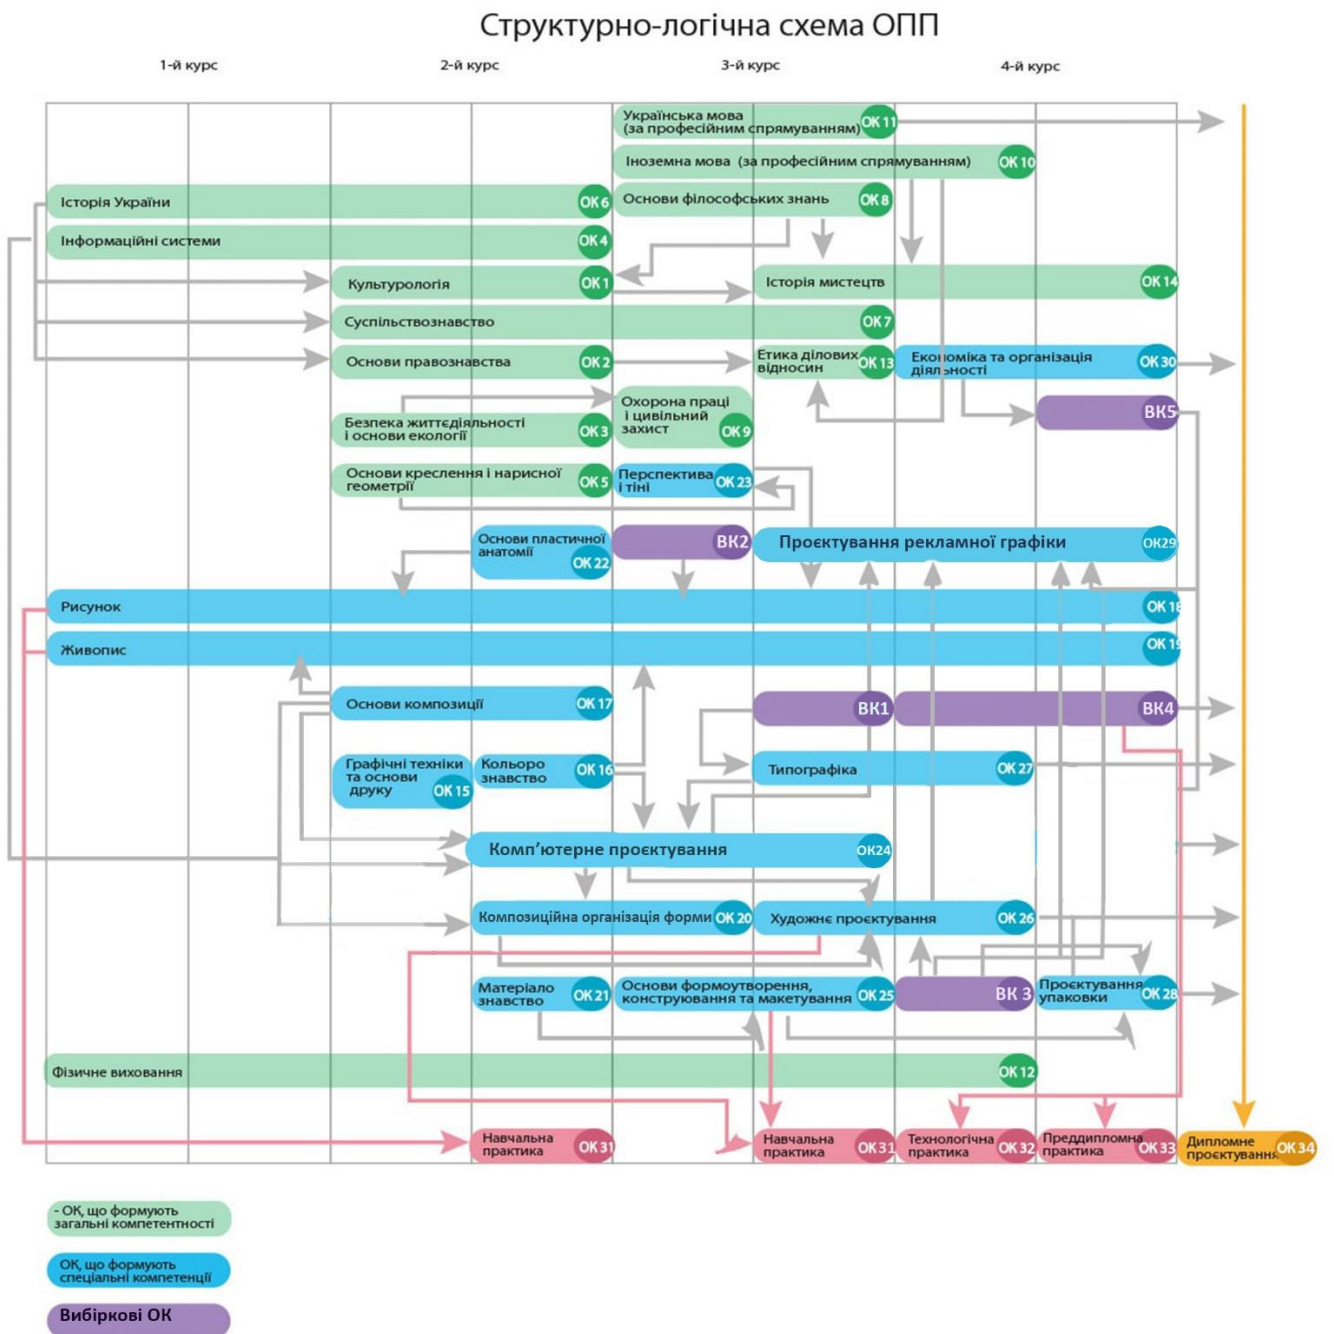 Структурно-логічна схема ОПП
1-й курс
2-й курс
3-й курс
4-й курс
Українська мова
(за професійним спрямуванням)
ОК 11
Іноземна мова (за професійним спрямуванням)
ОК 10
Історія України
ОК 6
Основи філософських знань
ОК 8
Інформаційні системи
ОК 4
Культурологія
ОК 1
Історія мистецтв
ОК 14
Суспільствознавство
ОК 7
Основи правознавства
ОК 2
Етика ділових
відносин
ОК 13
Економіка та організація
діяльності
ОК 30
Безпека життєдіяльності
і основи екології
ОК 3
Охорона праці
і цивільний
захист
ОК 9
ВК5
Основи креслення і нарисної
геометрії
ОК 5
Перспектива
і тіні
ОК 23
Основи пластичної
анатомії
ОК 22
ВК2
Проєктування рекламної графіки
ОК29
Рисунок
ОК 18
Живопис
ОК 19
Основи композиції
ОК 17
ВК1
ВК4
Графічні техніки
та основи
друку
ОК 15
Кольоро
знавство
ОК 16
Типографіка
ОК 27
Комп’ютерне проєктування
ОК24
Композиційна організація форми
ОК 20
Художнє проєктування
ОК 26
Матеріало
знавство
ОК 21
Основи формоутворення,
конструювання та макетування
ОК 25
ВК 3
Проєктування
упаковки
ОК 28
Фізичне виховання
ОК 12
Навчальна
практика
ОК 31
Навчальна
практика
ОК 31
Технологічна
практика
ОК 32
Преддипломна
практика
ОК 33
Дипломне
проєктування
ОК 34
- ОК, що формують
загальні компетентності
ОК, що формують
спеціальні компетенції
Вибіркові ОК